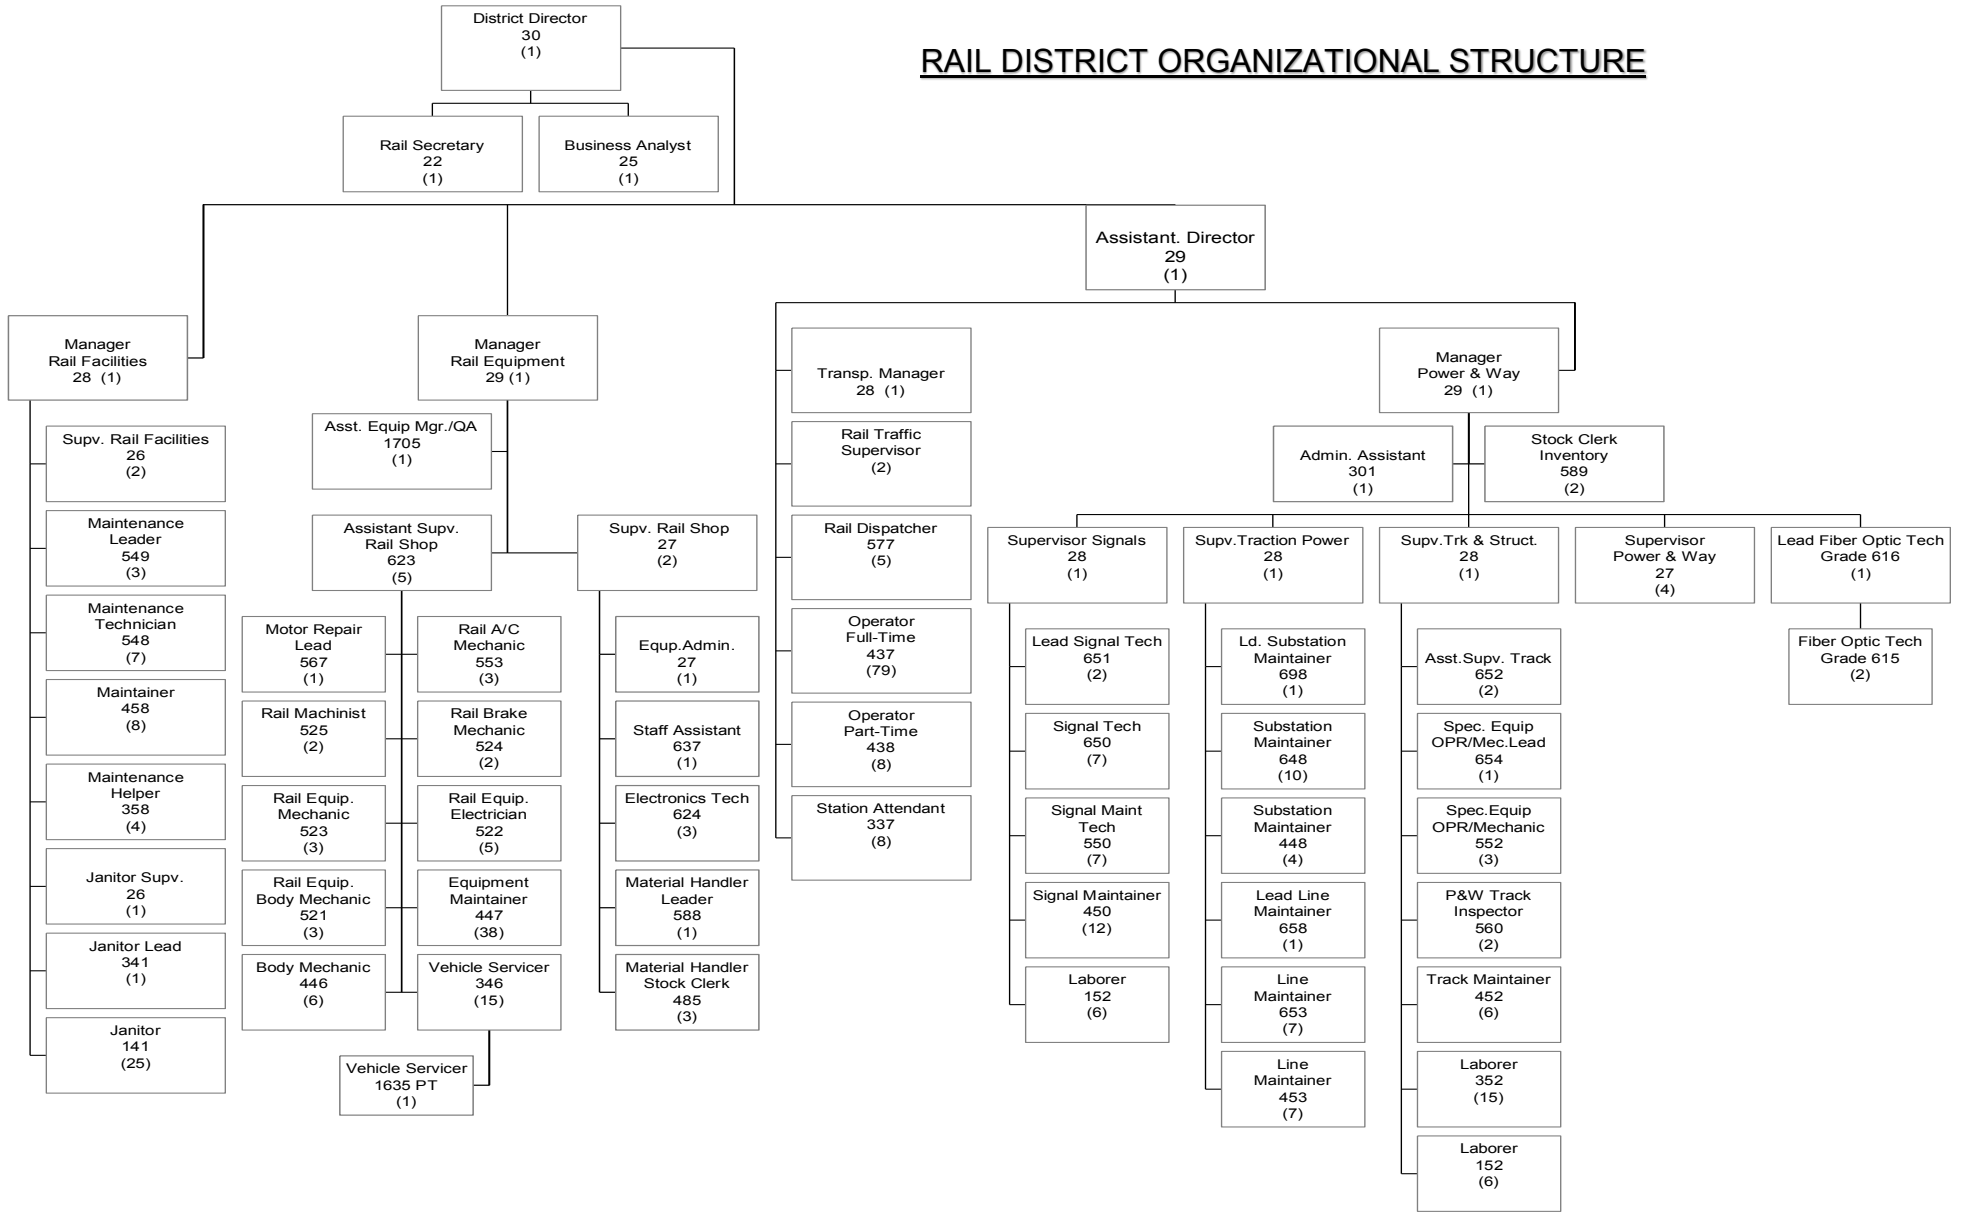 RAIL DISTRICT ORGANIZATIONAL STRUCTURE
District Director
30
(1)
Rail Secretary
22
(1)
Business Analyst
25
(1)
Assistant. Director
29
(1)
Manager
Rail Facilities
28 (1)
Supv. Rail Facilities
26
(2)
Maintenance
Leader
549
(3)
Maintenance
Technician
548
(7)
Maintainer
458
(8)
Maintenance
Helper
358
(4)
Janitor Supv.
26
(1)
Janitor Lead
341
(1)
Janitor
141
(25)
Manager
Rail Equipment
29 (1)
Asst. Equip Mgr./QA
1705
(1)
Assistant Supv.
Rail Shop
623
(5)
Motor Repair
Lead
567
(1)
Rail A/C
Mechanic
553
(3)
Rail Machinist
525
(2)
Rail Brake
Mechanic
524
(2)
Rail Equip.
Mechanic
523
(3)
Rail Equip.
Electrician
522
(5)
Rail Equip.
Body Mechanic
521
(3)
Equipment
Maintainer
447
(38)
Body Mechanic
446
(6)
Vehicle Servicer
346
(15)
Vehicle Servicer
1635 PT
(1)
Supv. Rail Shop
27
(2)
Equp.Admin.
27
(1)
Staff Assistant
637
(1)
Electronics Tech
624
(3)
Material Handler
Leader
588
(1)
Material Handler
Stock Clerk
485
(3)
Transp. Manager
28 (1)
Rail Traffic
Supervisor
(2)
Rail Dispatcher
577
(5)
Operator
Full-Time
437
(79)
Operator
Part-Time
438
(8)
Station Attendant
337
(8)
Manager
Power & Way
29 (1)
Admin. Assistant
301
(1)
Stock Clerk
Inventory
589
(2)
Supervisor Signals
28
(1)
Lead Signal Tech
651
(2)
Signal Tech
650
(7)
Signal Maint
Tech
550
(7)
Signal Maintainer
450
(12)
Laborer
152
(6)
Supv.Traction Power
28
(1)
Ld. Substation
Maintainer
698
(1)
Substation
Maintainer
648
(10)
Substation
Maintainer
448
(4)
Lead Line
Maintainer
658
(1)
Line
Maintainer
653
(7)
Line
Maintainer
453
(7)
Supv.Trk & Struct.
28
(1)
Asst.Supv. Track
652
(2)
Spec. Equip
OPR/Mec.Lead
654
(1)
Spec.Equip
OPR/Mechanic
552
(3)
P&W Track
Inspector
560
(2)
Track Maintainer
452
(6)
Laborer
352
(15)
Laborer
152
(6)
Supervisor
Power & Way
27
(4)
Lead Fiber Optic Tech
Grade 616
(1)
Fiber Optic Tech
Grade 615
(2)